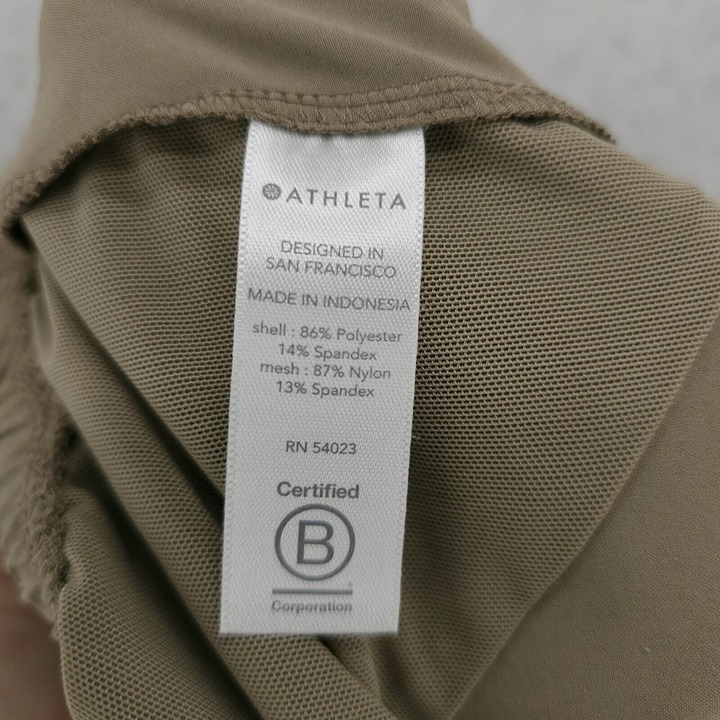 ATHLETA
DESIGNED IN
SAN FRANCISCO
MADE IN INDONESIA
shell : 86% Polyester
14% Spandex
mesh : 87% Nylon
13% Spandex
RN 54023
Certified
B
Corporation